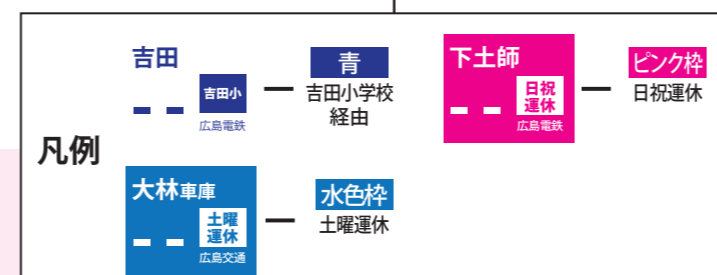 凡例
吉田
-- 吉田小
広島電鉄
ー 青
吉田小学校
経由
下土師
-- 日祝
運休
広島電鉄
ー ピンク枠
日祝運休
大林車庫
-- 土曜
運休
広島交通
ー 水色枠
土曜運休